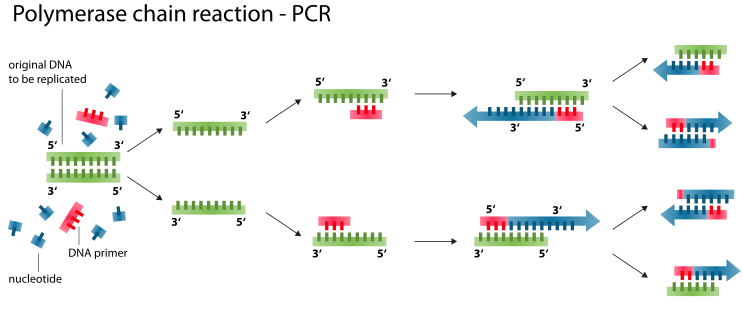 Polymerase chain reaction - PCR
original DNA
to be replicated
5‘ 3‘
3‘ 5‘
DNA primer
nucleotide
5‘ 3‘
3‘ 5‘
5‘ 3‘
3‘ 5‘
5‘ 3‘
3‘ 5‘
5‘ 3‘
3‘ 5‘